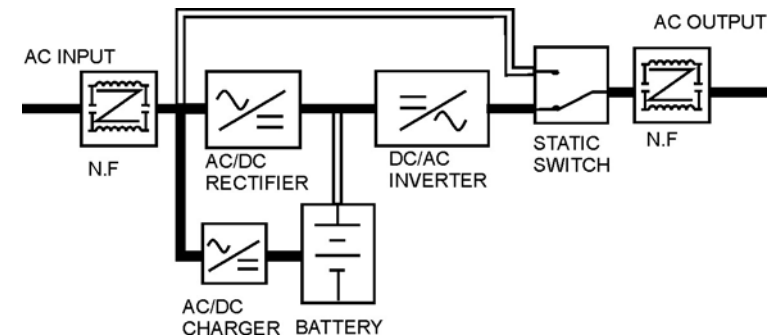 AC INPUT
AC OUTPUT
N.F
AC/DC
RECTIFIER
DC/AC
INVERTER
STATIC
SWITCH
N.F
AC/DC
CHARGER
BATTERY